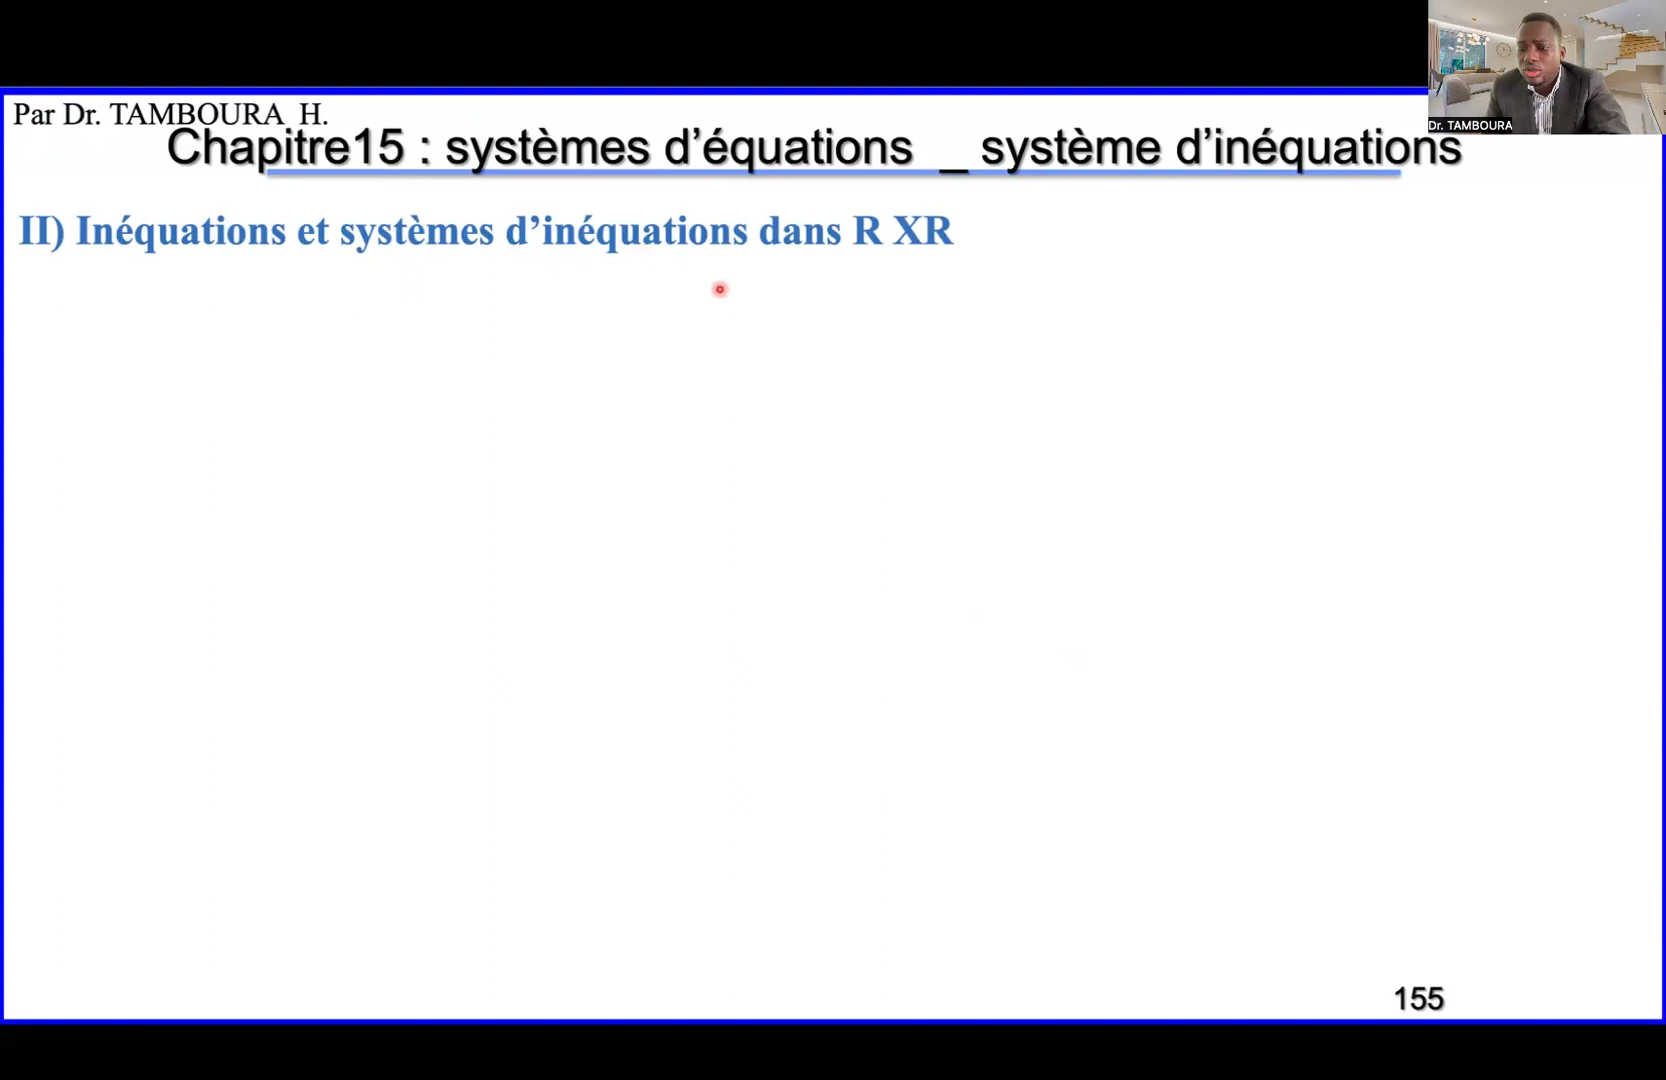 Par Dr. TAMBOURA H.
Dr. TAMBOURA
Chapitre15 : systèmes d’équations _ système d’inéquations
II) Inéquations et systèmes d’inéquations dans R XR
155